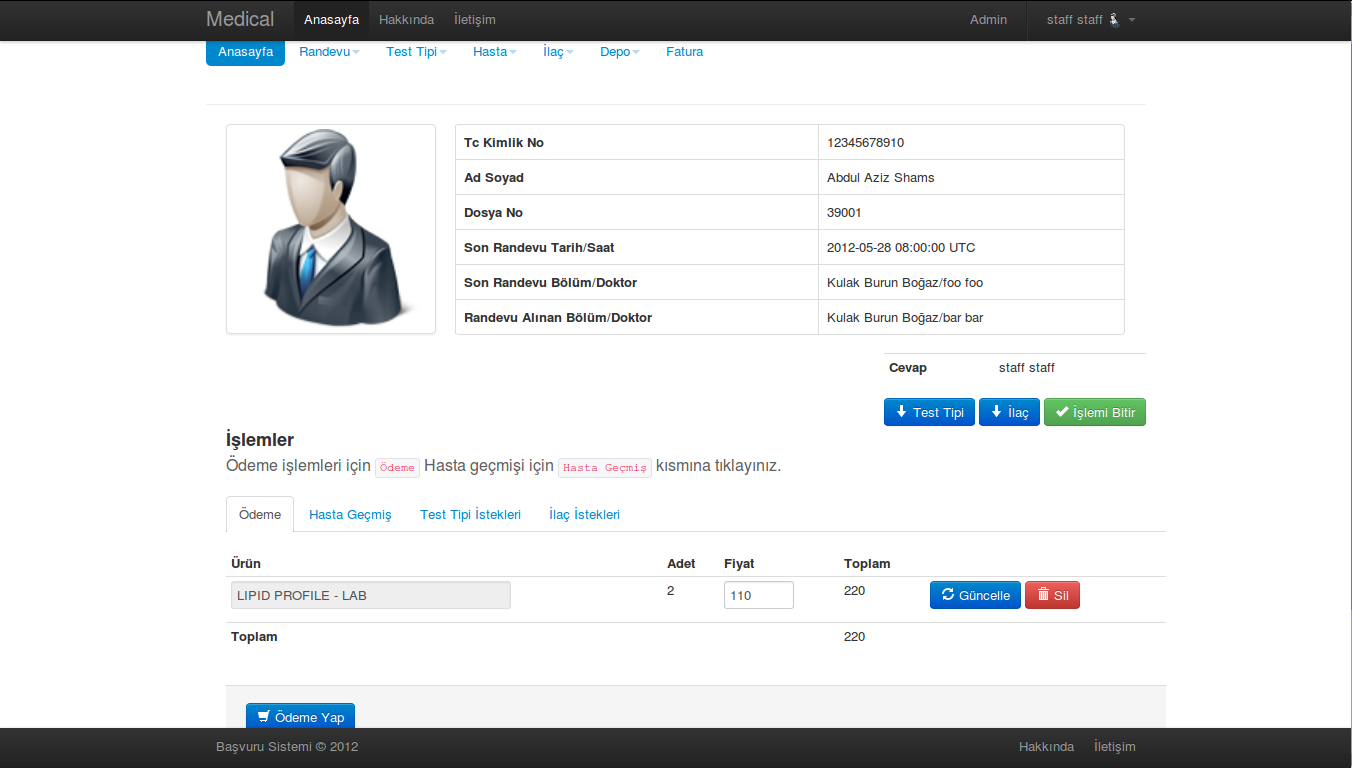 Medical Anasayfa Hakkında İletişim Admin staff staff
Anasayfa Randevu Test Tipi Hasta İlaç Depo Fatura
Tc Kimlik No 12345678910
Ad Soyad Abdul Aziz Shams
Dosya No 39001
Son Randevu Tarih/Saat 2012-05-28 08:00:00 UTC
Son Randevu Bölüm/Doktor Kulak Burun Boğaz/foo foo
Randevu Alınan Bölüm/Doktor Kulak Burun Boğaz/bar bar
Cevap staff staff
Test Tipi İlaç İşlemi Bitir
İşlemler
Ödeme işlemleri için Ödeme Hasta geçmişi için Hasta Geçmiş kısmına tıklayınız.
Ödeme Hasta Geçmiş Test Tipi İstekleri İlaç İstekleri
Ürün Adet Fiyat Toplam
LIPID PROFILE - LAB 2 110 220 Güncelle Sil
Toplam 220
Ödeme Yap
Başvuru Sistemi © 2012 Hakkında İletişim